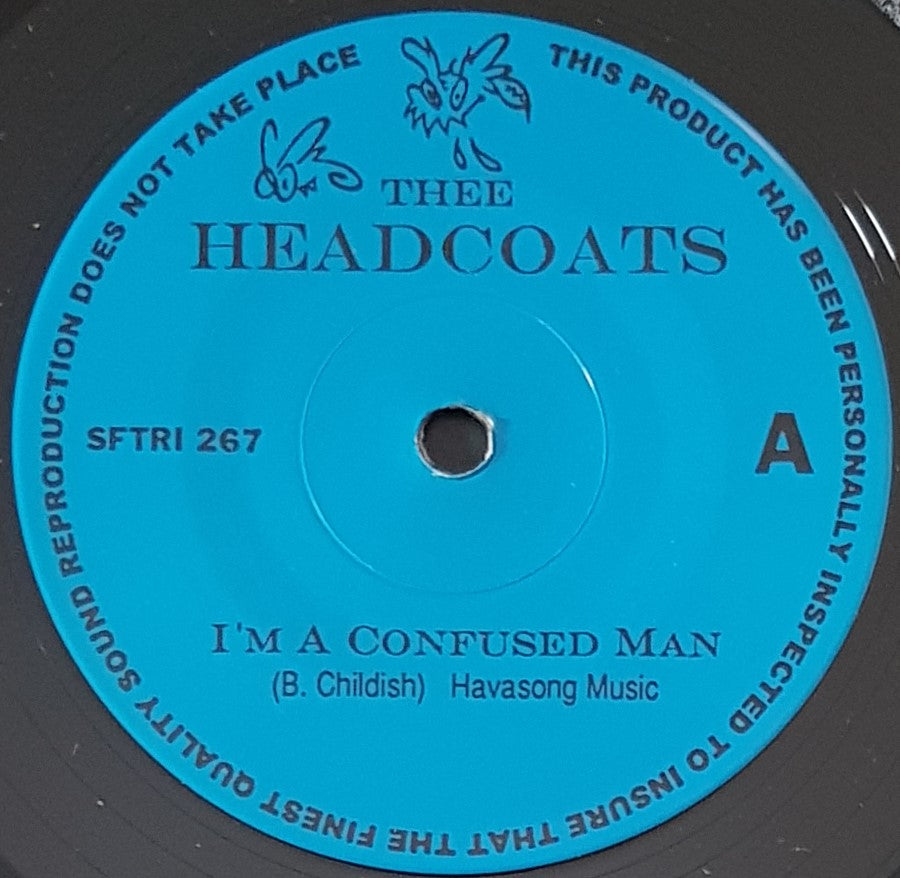 THEE
HEADCOATS
SFTRI 267
A
I'M A CONFUSED MAN
(B. Childish) Havasong Music
THIS PRODUCT HAS BEEN PERSONALLY INSPECTED TO INSURE THAT THE FINEST QUALITY SOUND REPRODUCTION DOES NOT TAKE PLACE